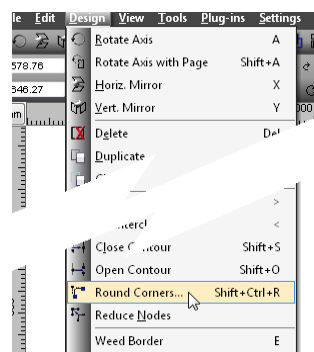 le Edit Design View Tools Plug-ins Settings
578.76
646.27
Rotate Axis A
Rotate Axis with Page Shift+A
Horiz. Mirror X
Vert. Mirror Y
Delete Del
Duplicate
>
<
Close Contour Shift+S
Open Contour Shift+O
Round Corners... Shift+Ctrl+R
Reduce Nodes
Weed Border E